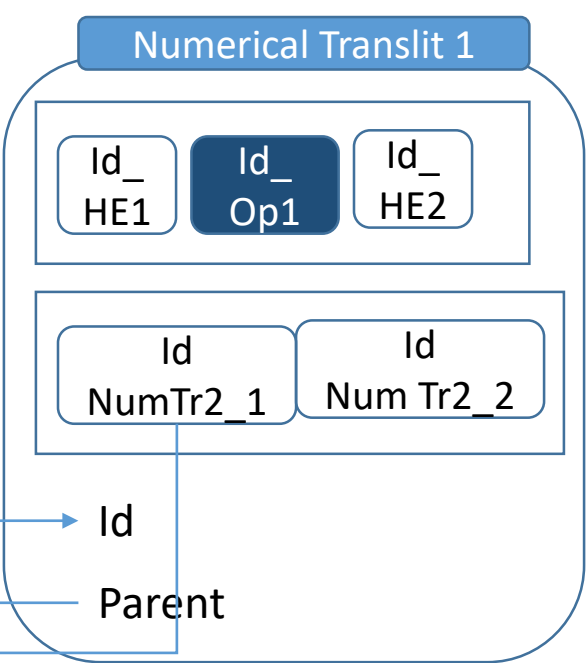 Numerical Translit 1
Id_
HE1
Id_
Op1
Id_
HE2
Id
NumTr2_1
Id
Num Tr2_2
Id
Parent